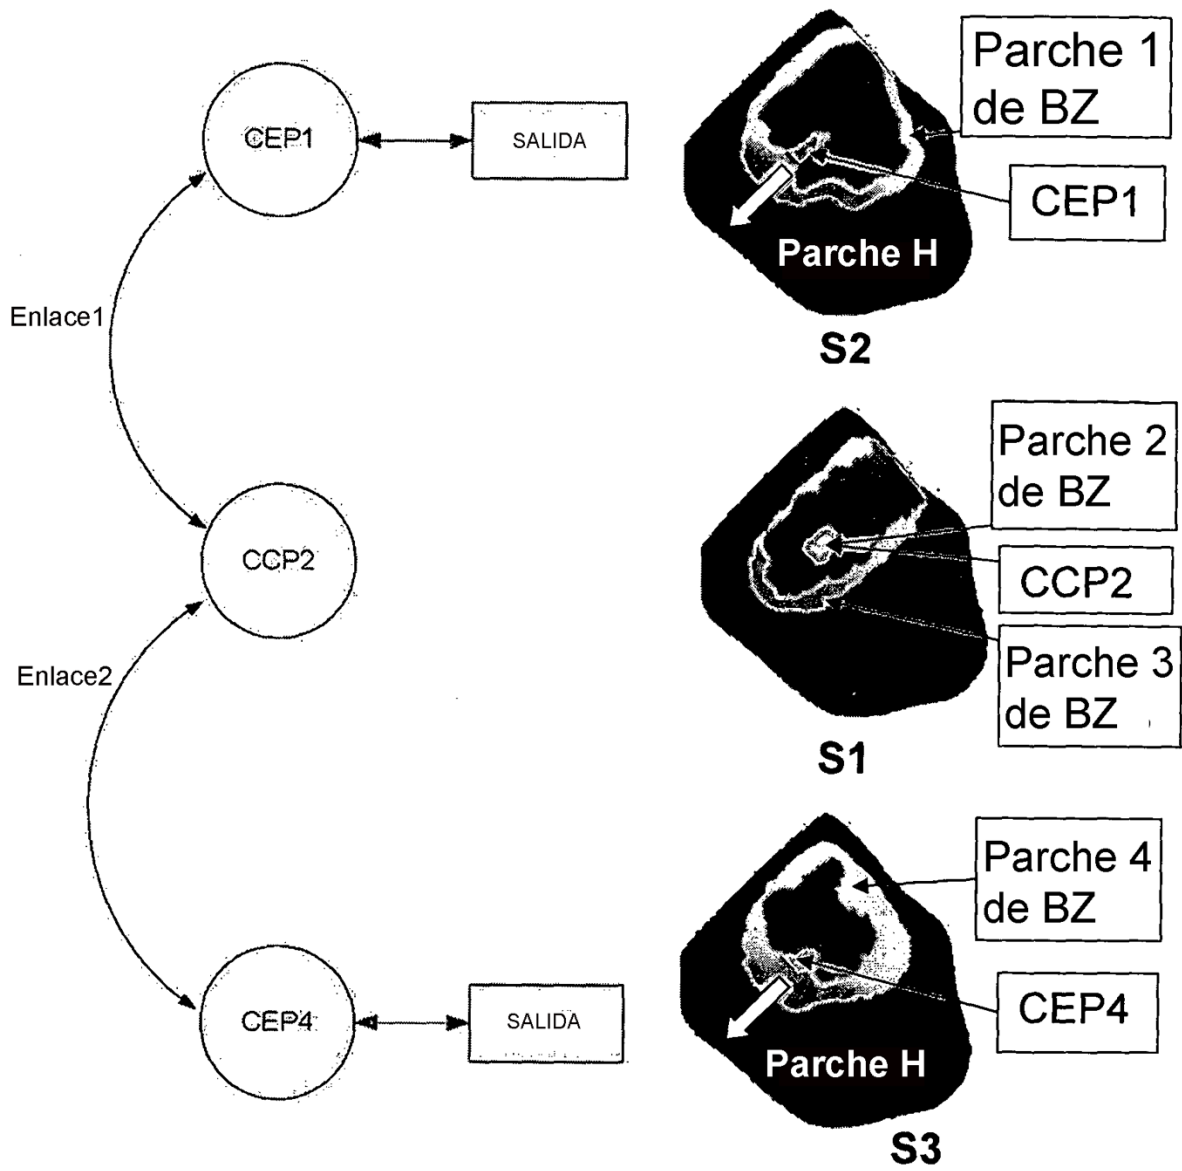 CEP1
SALIDA
Enlace1
CCP2
Enlace2
CEP4
SALIDA
Parche 1
de BZ
CEP1
Parche H
S2
Parche 2
de BZ
CCP2
Parche 3
de BZ
S1
Parche 4
de BZ
CEP4
Parche H
S3